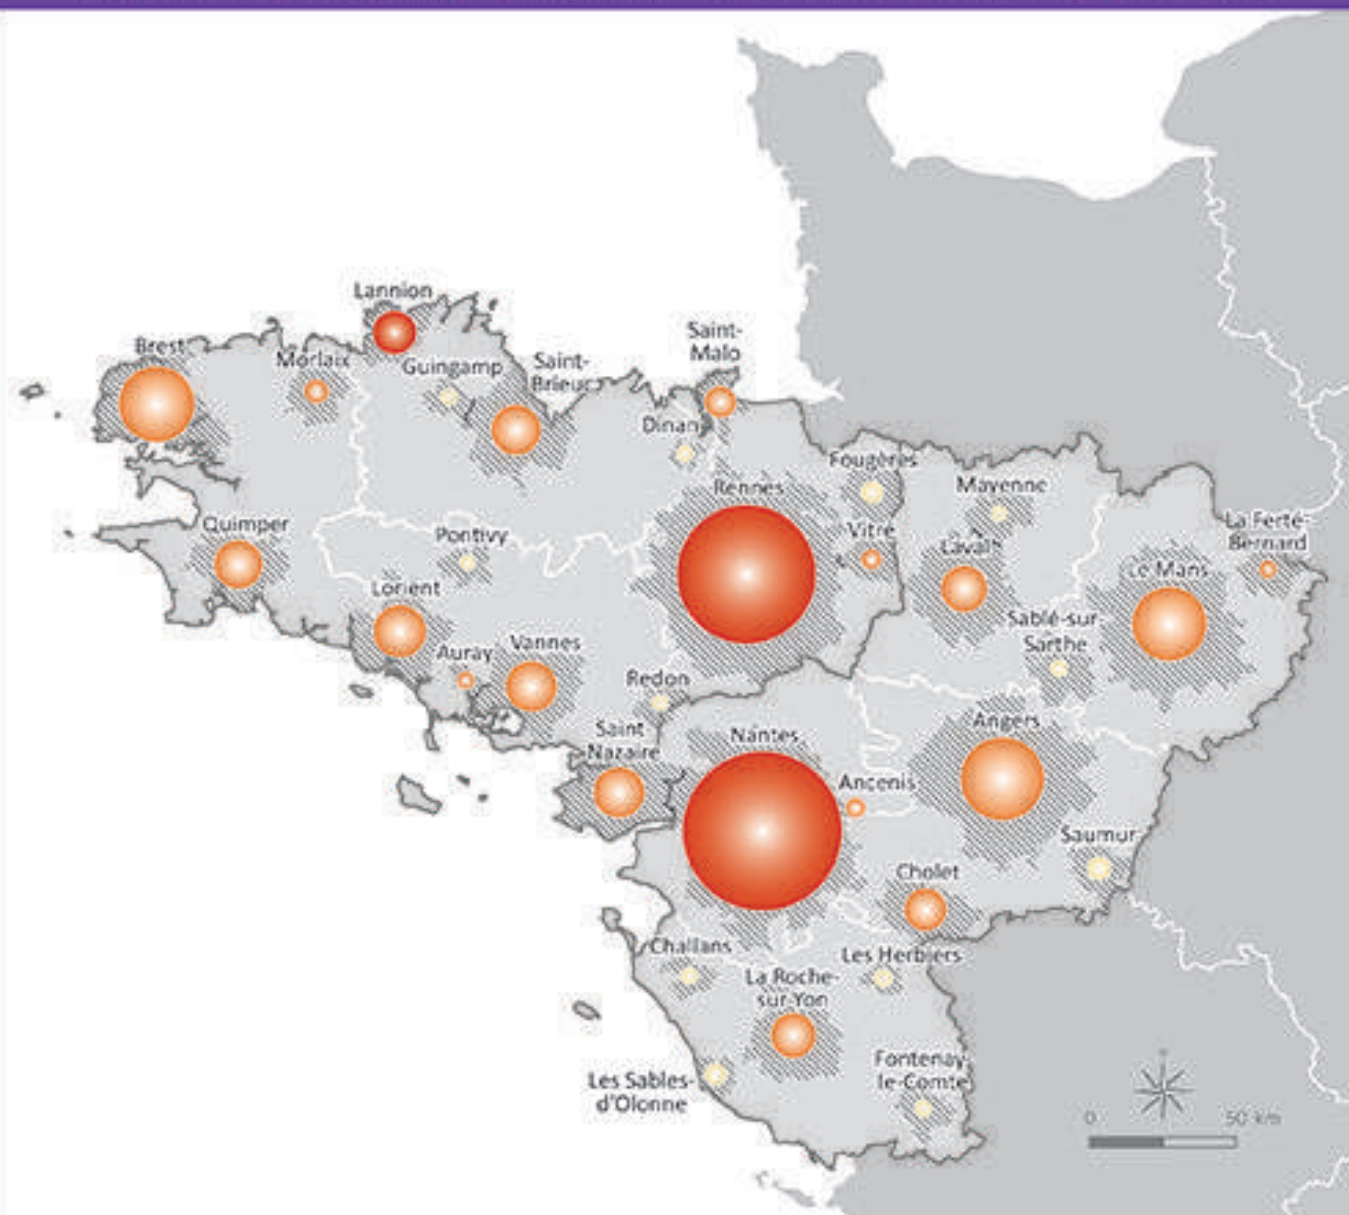 Lannion
Brest
Morlaix
Guingamp
Saint-
Brieuc
Saint-
Malo
Dinan
Rennes
Fougères
Mayenne
Vitré
Laval
La Ferté-
Bernard
Le Mans
Quimper
Pontivy
Lorient
Auray
Vannes
Redon
Sablé-sur
Sarthe
Saint
Nazaire
Nantes
Ancenis
Angers
Saumur
Cholet
Challans
Les Herbiers
La Roche-
sur-Yon
Les Sables-
d'Olonne
Fontenay
le-Comte
0 50 km